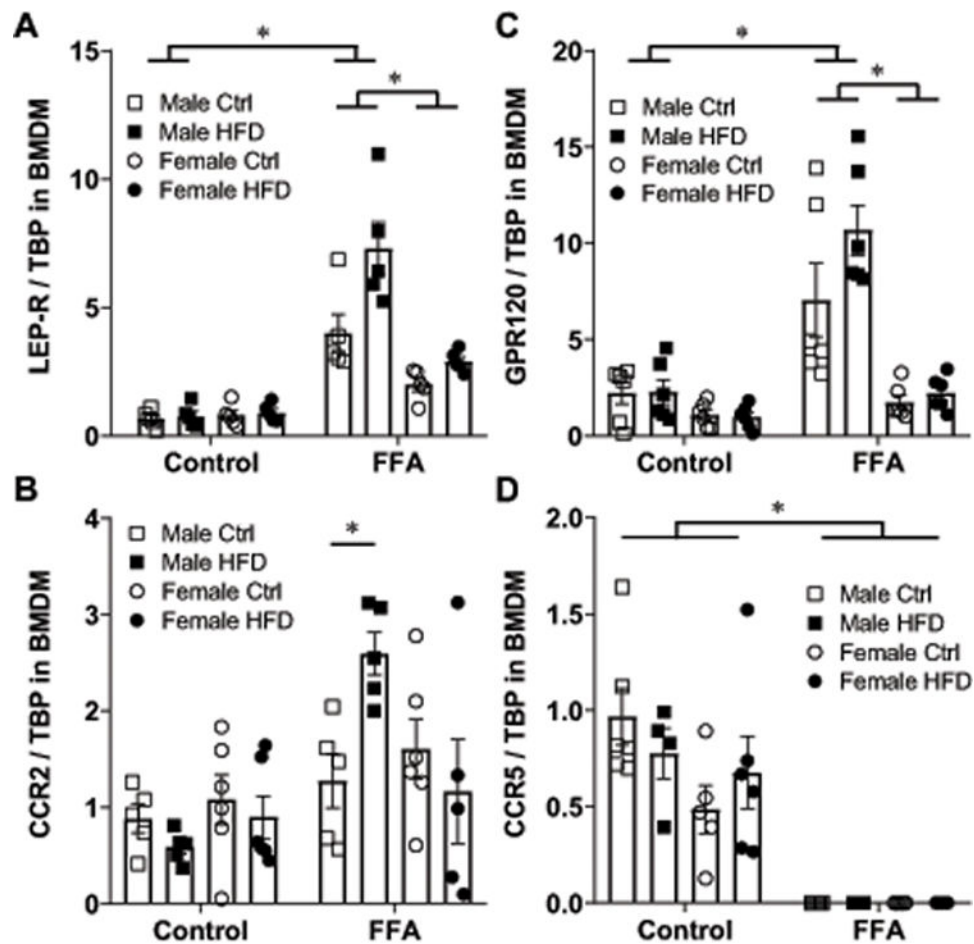 A
LEP-R / TBP in BMDM
15
10
5
0
*
*
Male Ctrl
Male HFD
Female Ctrl
Female HFD
Control
FFA
C
GPR120 / TBP in BMDM
20
15
10
5
0
*
*
Male Ctrl
Male HFD
Female Ctrl
Female HFD
Control
FFA
B
CCR2 / TBP in BMDM
4
3
2
1
0
*
Male Ctrl
Male HFD
Female Ctrl
Female HFD
Control
FFA
D
CCR5 / TBP in BMDM
2.0
1.5
1.0
0.5
0.0
*
Male Ctrl
Male HFD
Female Ctrl
Female HFD
Control
FFA